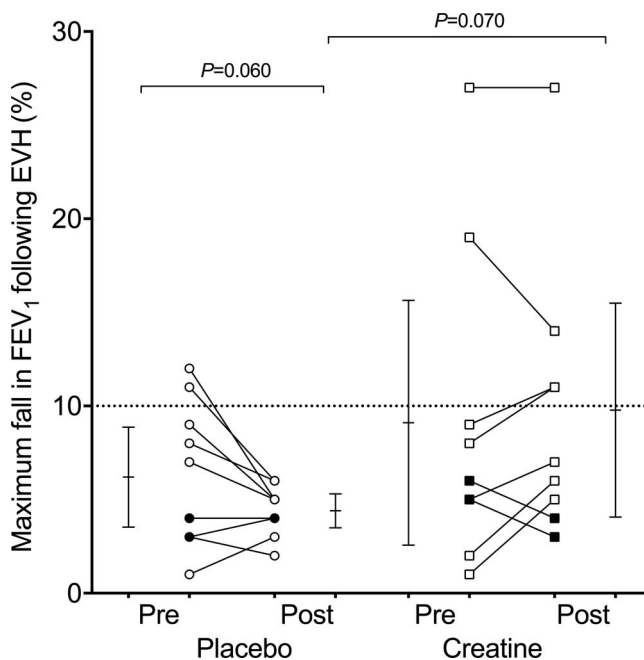 30
P=0.070
P=0.060
Maximum fall in FEV₁ following EVH (%)
20
10
0
Pre Post Pre Post
Placebo Creatine